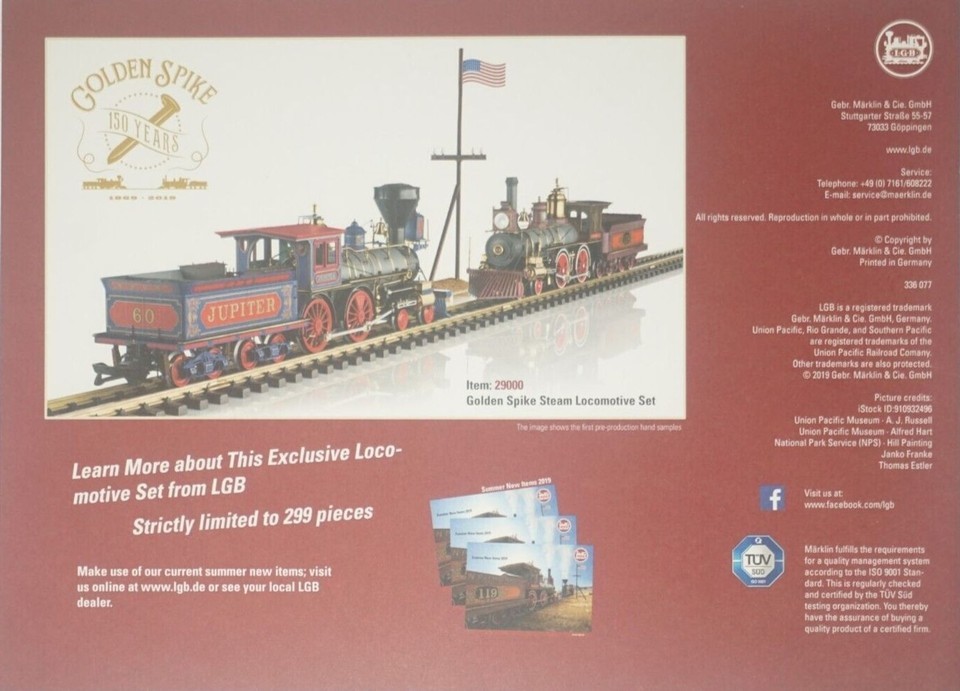 GOLDEN SPIKE
150 YEARS
1869 - 2019
60
JUPITER
Item: 29000
Golden Spike Steam Locomotive Set
The image shows the first pre-production hand samples
Learn More about This Exclusive Loco-
motive Set from LGB
Strictly limited to 299 pieces
Make use of our current summer new items; visit
us online at www.lgb.de or see your local LGB
dealer.
Summer New Items 2019
119
LGB
Gebr. Märklin & Cie. GmbH
Stuttgarter Straße 55-57
73033 Göppingen
www.lgb.de
Service:
Telephone: +49 (0) 7161/608222
E-mail: service@maerklin.de
All rights reserved. Reproduction in whole or in part prohibited.
© Copyright by
Gebr. Märklin & Cie. GmbH
Printed in Germany
336 077
LGB is a registered trademark
Gebr. Märklin & Cie. GmbH, Germany.
Union Pacific, Rio Grande, and Southern Pacific
are registered trademarks of the
Union Pacific Railroad Comany.
Other trademarks are also protected.
© 2019 Gebr. Märklin & Cie. GmbH
Picture credits:
iStock ID:910932496
Union Pacific Museum - A. J. Russell
Union Pacific Museum - Alfred Hart
National Park Service (NPS) - Hill Painting
Janko Franke
Thomas Estler
f
Visit us at:
www.facebook.com/lgb
TÜV
SÜD
ISO 9001
Märklin fulfills the requirements
for a quality management system
according to the ISO 9001 Stan-
dard. This is regularly checked
and certified by the TÜV Süd
testing organization. You thereby
have the assurance of buying a
quality product of a certified firm.